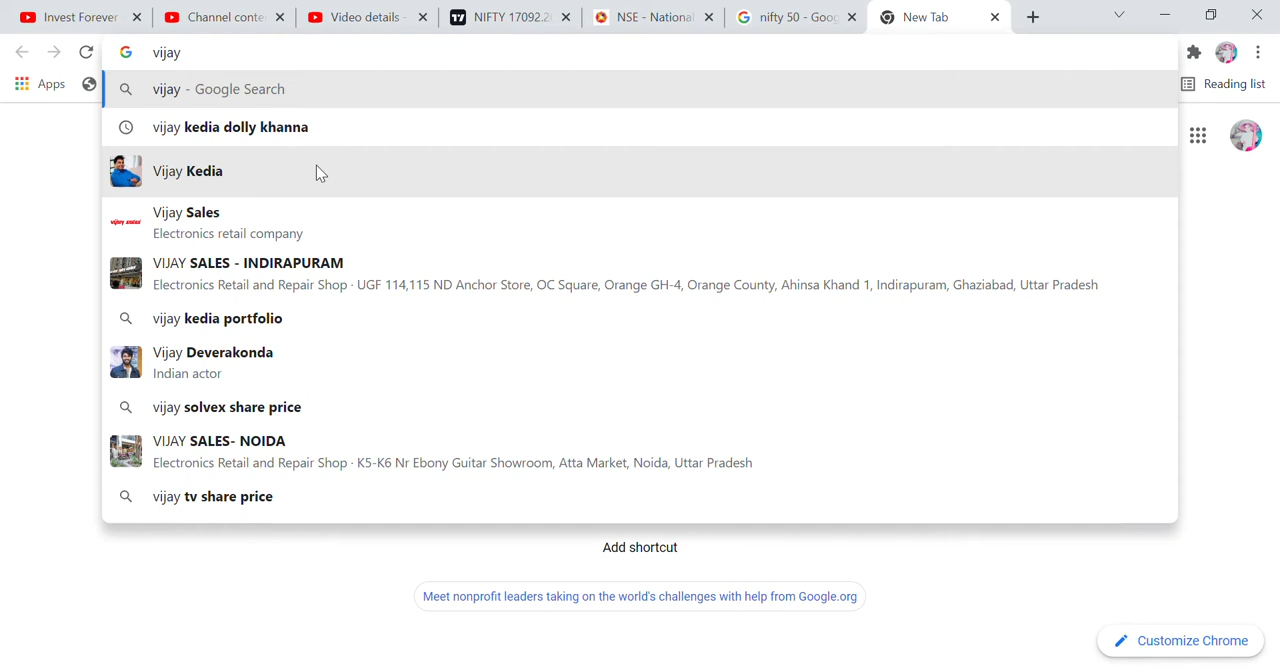 Invest Forever
Channel conte
Video details -
NIFTY 17092.2
NSE - National
nifty 50 - Goog
New Tab
vijay
Apps
Reading list
vijay - Google Search
vijay kedia dolly khanna
Vijay Kedia
Vijay Sales
Electronics retail company
VIJAY SALES - INDIRAPURAM
Electronics Retail and Repair Shop · UGF 114,115 ND Anchor Store, OC Square, Orange GH-4, Orange County, Ahinsa Khand 1, Indirapuram, Ghaziabad, Uttar Pradesh
vijay kedia portfolio
Vijay Deverakonda
Indian actor
vijay solvex share price
VIJAY SALES- NOIDA
Electronics Retail and Repair Shop · K5-K6 Nr Ebony Guitar Showroom, Atta Market, Noida, Uttar Pradesh
vijay tv share price
Add shortcut
Meet nonprofit leaders taking on the world's challenges with help from Google.org
Customize Chrome